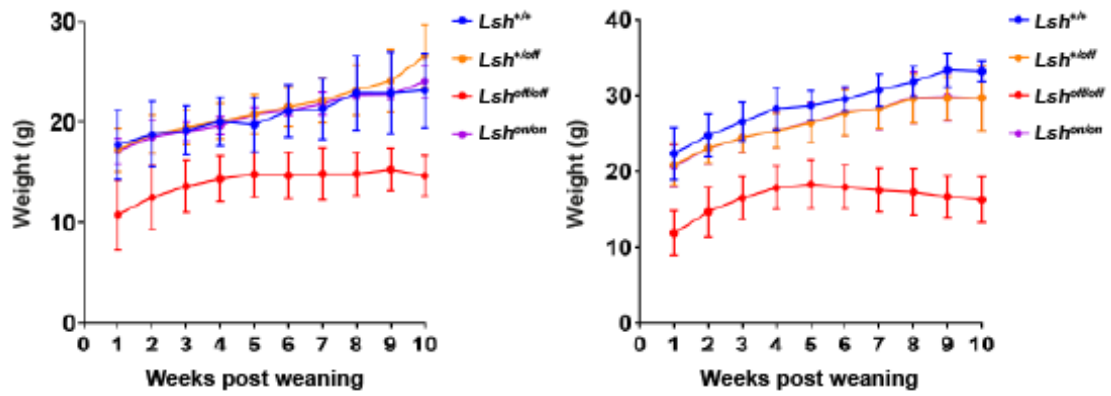 Weight (g)
30
20
10
0
0 1 2 3 4 5 6 7 8 9 10
Weeks post weaning
Lsh+/+
Lsh+/off
Lshoff/off
Lshon/on
Weight (g)
40
30
20
10
0
0 1 2 3 4 5 6 7 8 9 10
Weeks post weaning
Lsh+/+
Lsh+/off
Lshoff/off
Lshon/on